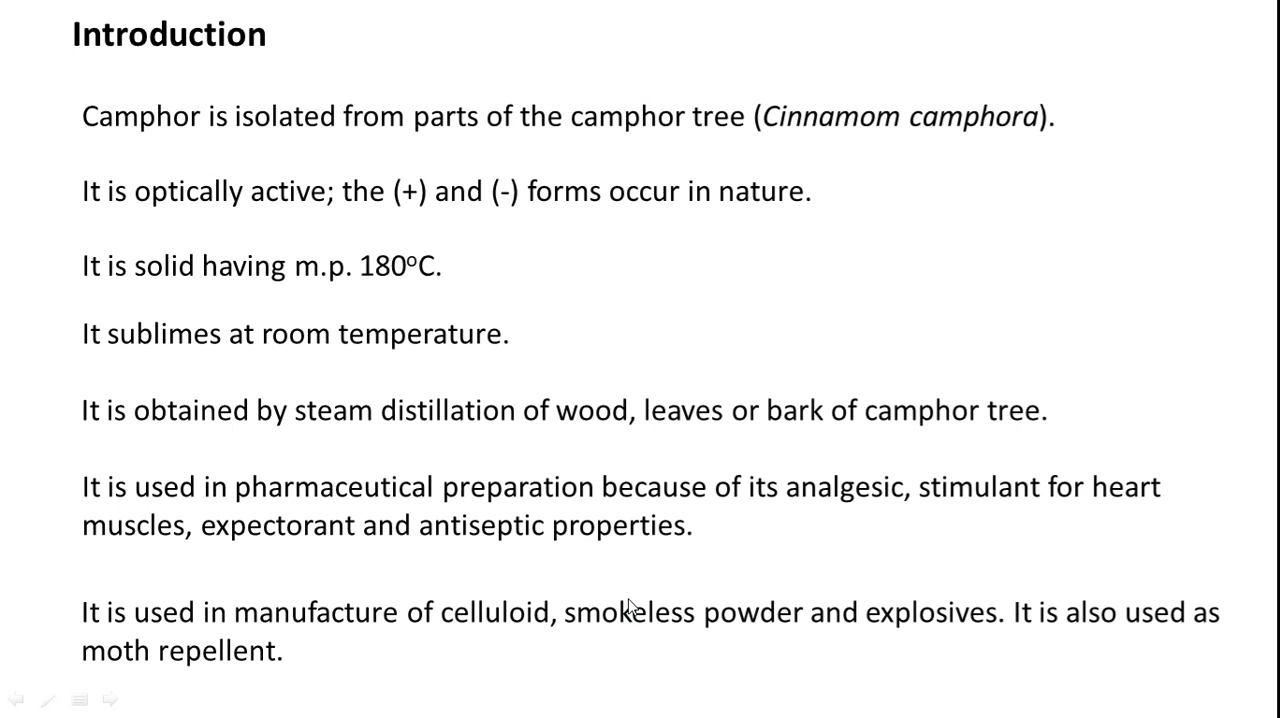 Introduction
Camphor is isolated from parts of the camphor tree (Cinnamom camphora).
It is optically active; the (+) and (-) forms occur in nature.
It is solid having m.p. 180ºC.
It sublimes at room temperature.
It is obtained by steam distillation of wood, leaves or bark of camphor tree.
It is used in pharmaceutical preparation because of its analgesic, stimulant for heart
muscles, expectorant and antiseptic properties.
It is used in manufacture of celluloid, smokeless powder and explosives. It is also used as
moth repellent.